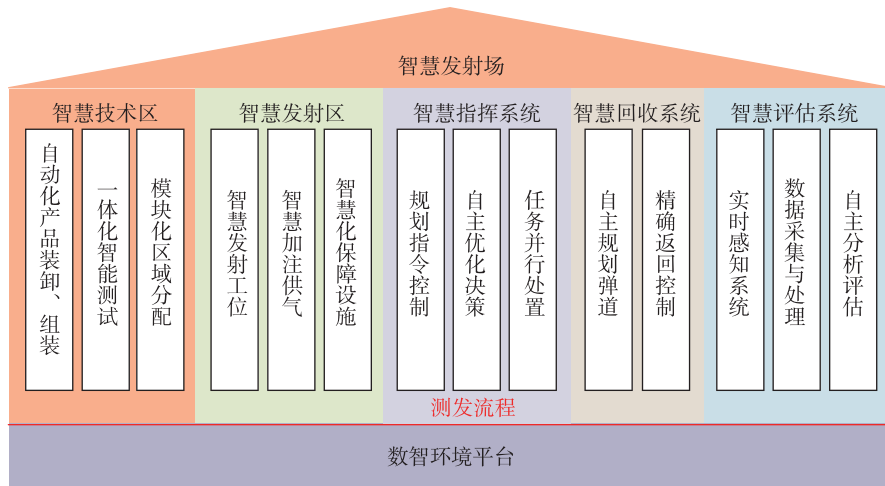 智慧发射场
智慧技术区
自动化产品装卸、组装
一体化智能测试
模块化区域分配
智慧发射区
智慧发射工位
智慧加注供气
智慧化保障设施
智慧指挥系统
规划指令控制
自主优化决策
任务并行处置
智慧回收系统
自主规划弹道
精确返回控制
智慧评估系统
实时感知系统
数据采集与处理
自主分析评估
测发流程
数智环境平台